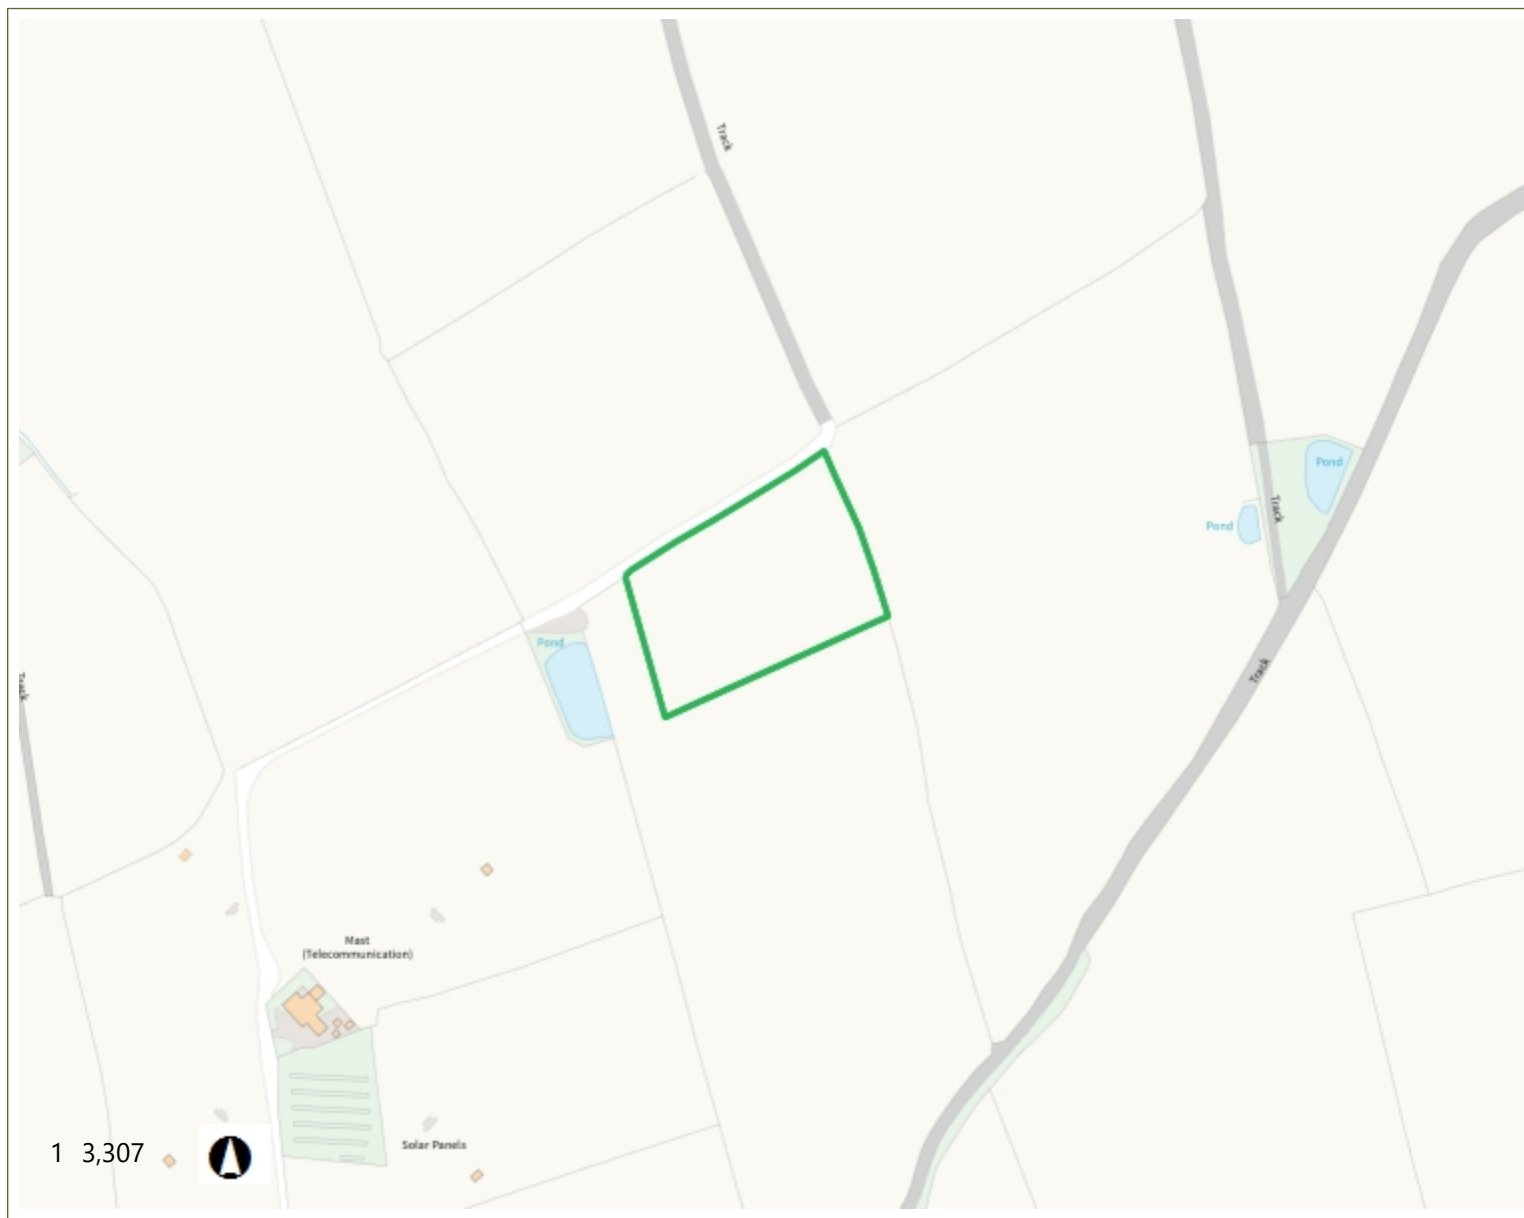 Track
Pond
Pond
Track
Pond
Track
Track
Mast
(Telecommunication)
Solar Panels
1 3,307